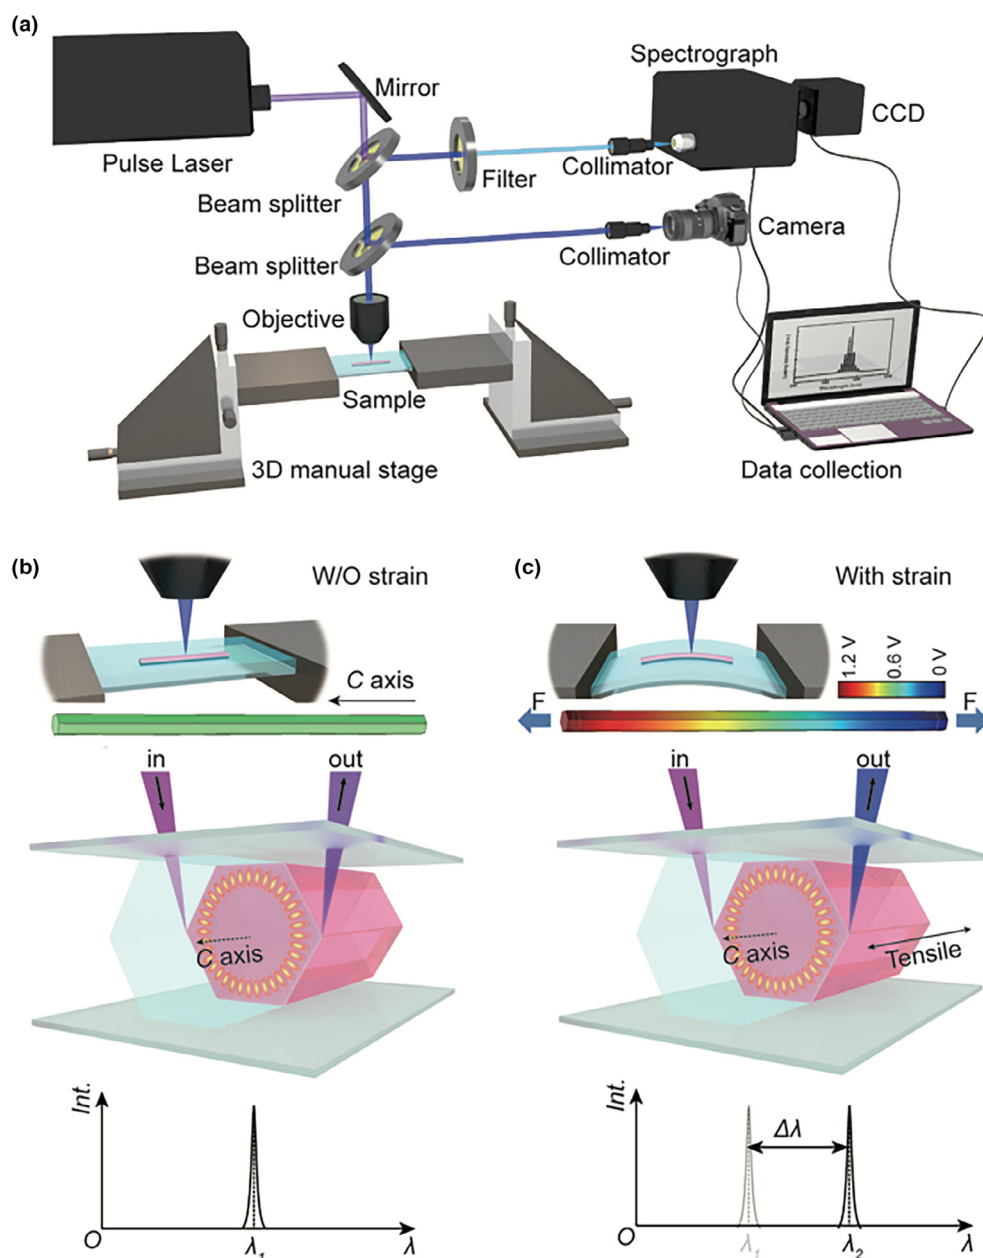 (a)
Spectrograph
Mirror
CCD
Pulse Laser
Filter
Collimator
Beam splitter
Camera
Collimator
Beam splitter
Objective
Sample
3D manual stage
Data collection
(b)
W/O strain
C axis
in
out
C axis
Int.
O
λ1
λ
(c)
With strain
1.2 V
0.6 V
0 V
F
F
in
out
C axis
Tensile
Int.
Δλ
O
λ1
λ2
λ